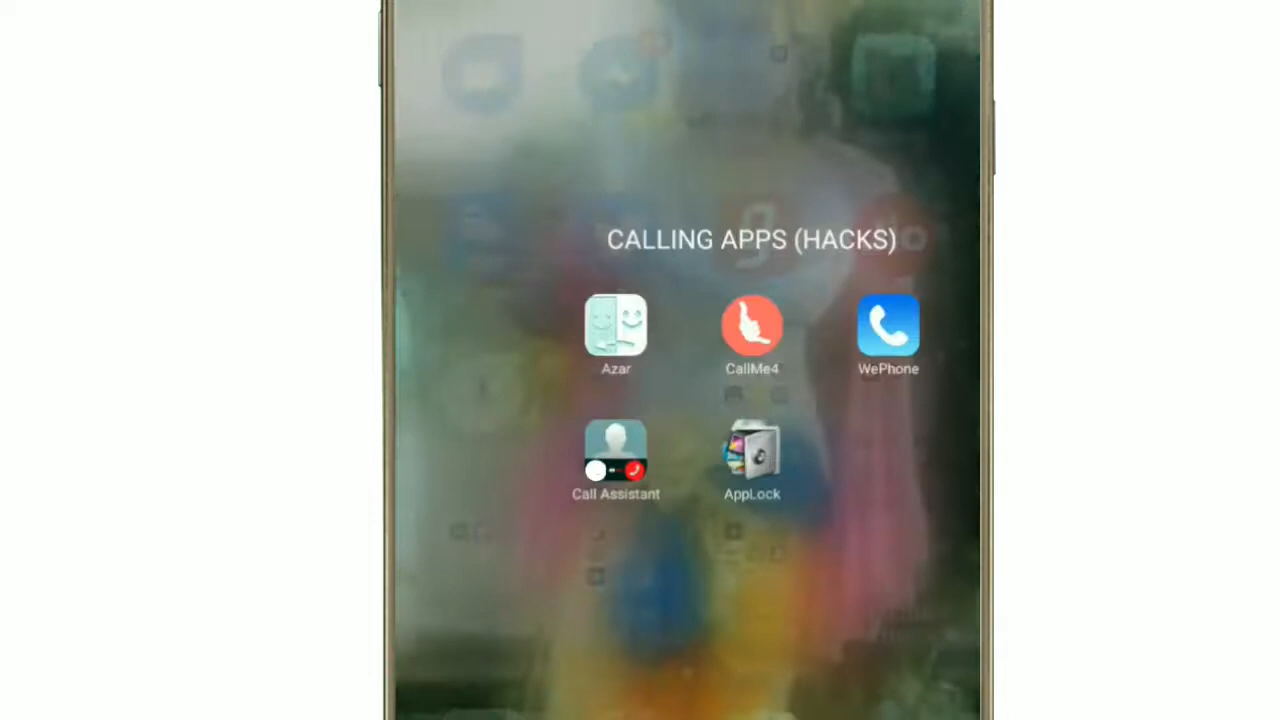 CALLING APPS (HACKS)
Azar
CallMe4
WePhone
Call Assistant
AppLock